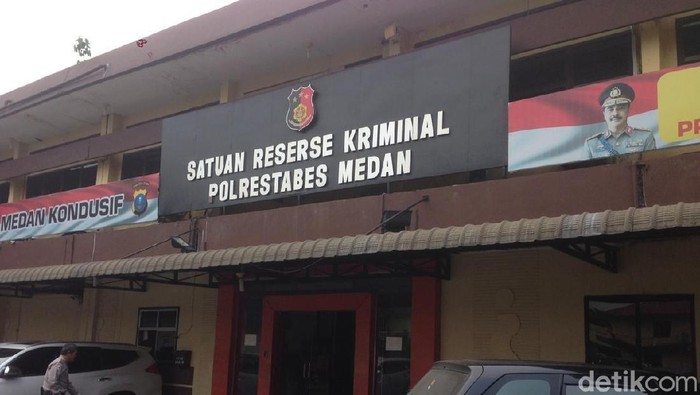 SATUAN RESERSE KRIMINAL
POLRESTABES MEDAN
MEDAN KONDUSIF
detikcom